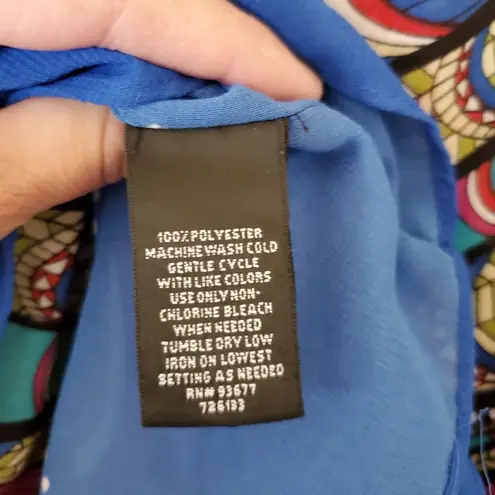 100% POLYESTER
MACHINE WASH COLD
GENTLE CYCLE
WITH LIKE COLORS
USE ONLY NON-
CHLORINE BLEACH
WHEN NEEDED
TUMBLE DRY LOW
IRON ON LOWEST
SETTING AS NEEDED
RN# 93677
726133